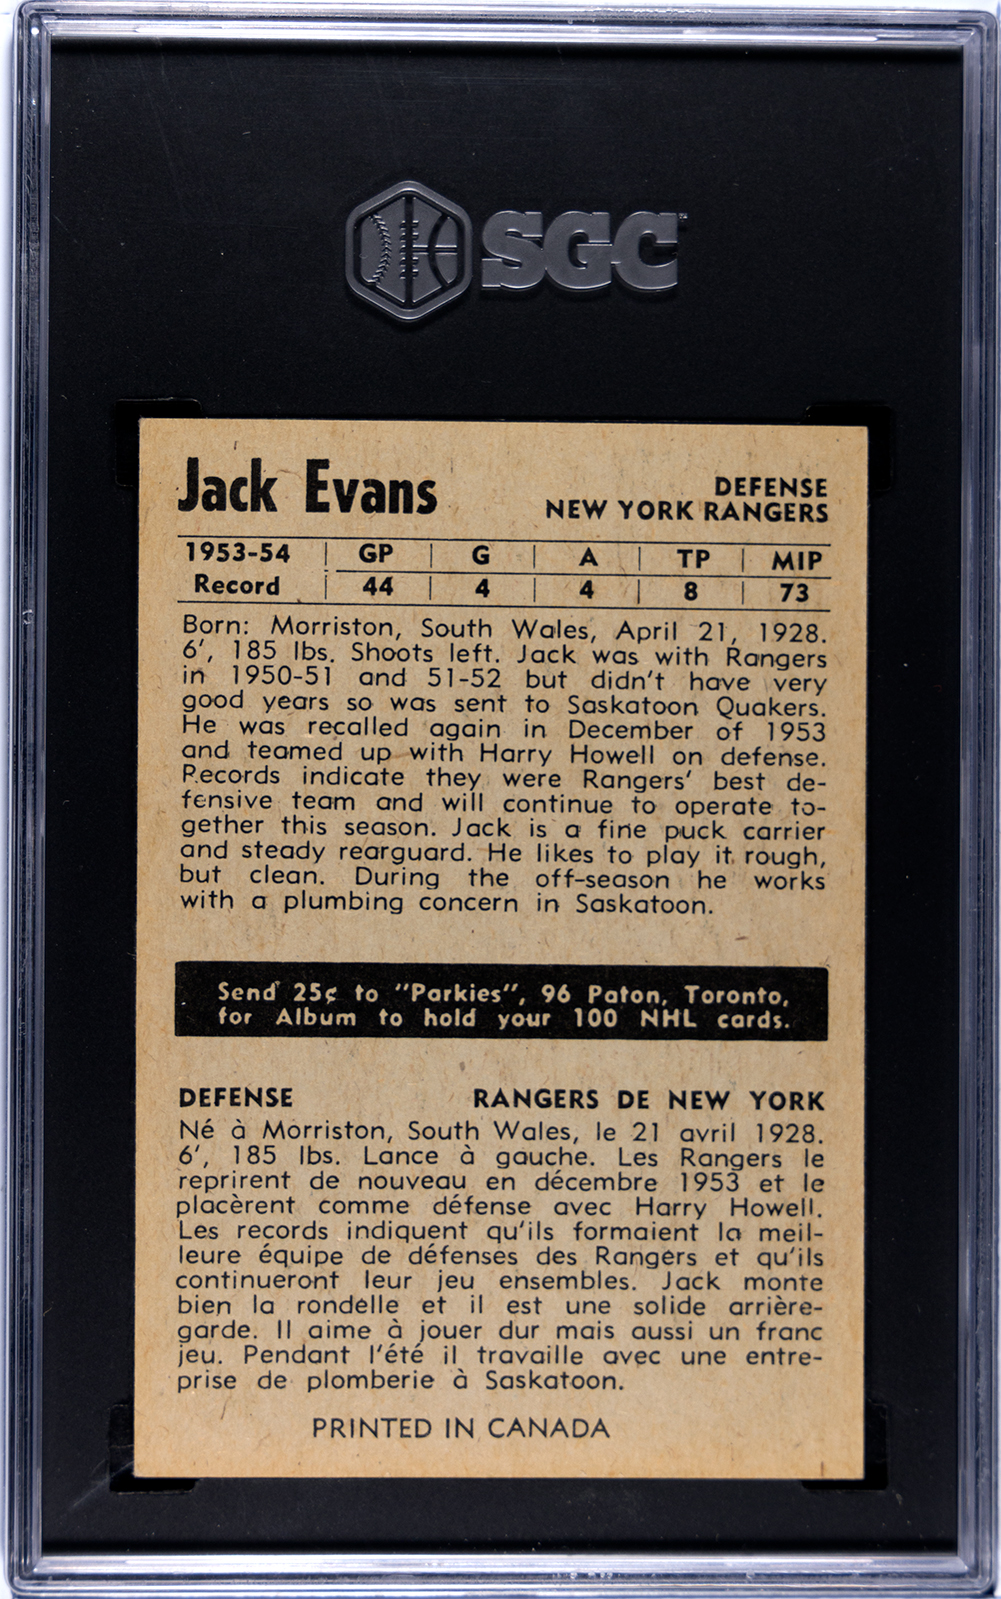 SGC
Jack Evans
DEFENSE
NEW YORK RANGERS
1953-54 GP G A TP MIP
Record 44 4 4 8 73
Born: Morriston, South Wales, April 21, 1928.
6', 185 lbs. Shoots left. Jack was with Rangers
in 1950-51 and 51-52 but didn't have very
good years so was sent to Saskatoon Quakers.
He was recalled again in December of 1953
and teamed up with Harry Howell on defense.
Records indicate they were Rangers' best de-
fensive team and will continue to operate to-
gether this season. Jack is a fine puck carrier
and steady rearguard. He likes to play it rough,
but clean. During the off-season he works
with a plumbing concern in Saskatoon.
Send 25¢ to "Parkies", 96 Paton, Toronto,
for Album to hold your 100 NHL cards.
DEFENSE RANGERS DE NEW YORK
Né à Morriston, South Wales, le 21 avril 1928.
6', 185 lbs. Lance à gauche. Les Rangers le
reprirent de nouveau en décembre 1953 et le
placèrent comme défense avec Harry Howell.
Les records indiquent qu'ils formaient la meil-
leure équipe de défenses des Rangers et qu'ils
continueront leur jeu ensembles. Jack monte
bien la rondelle et il est une solide arrière-
garde. Il aime à jouer dur mais aussi un franc
jeu. Pendant l'été il travaille avec une entre-
prise de plomberie à Saskatoon.
PRINTED IN CANADA